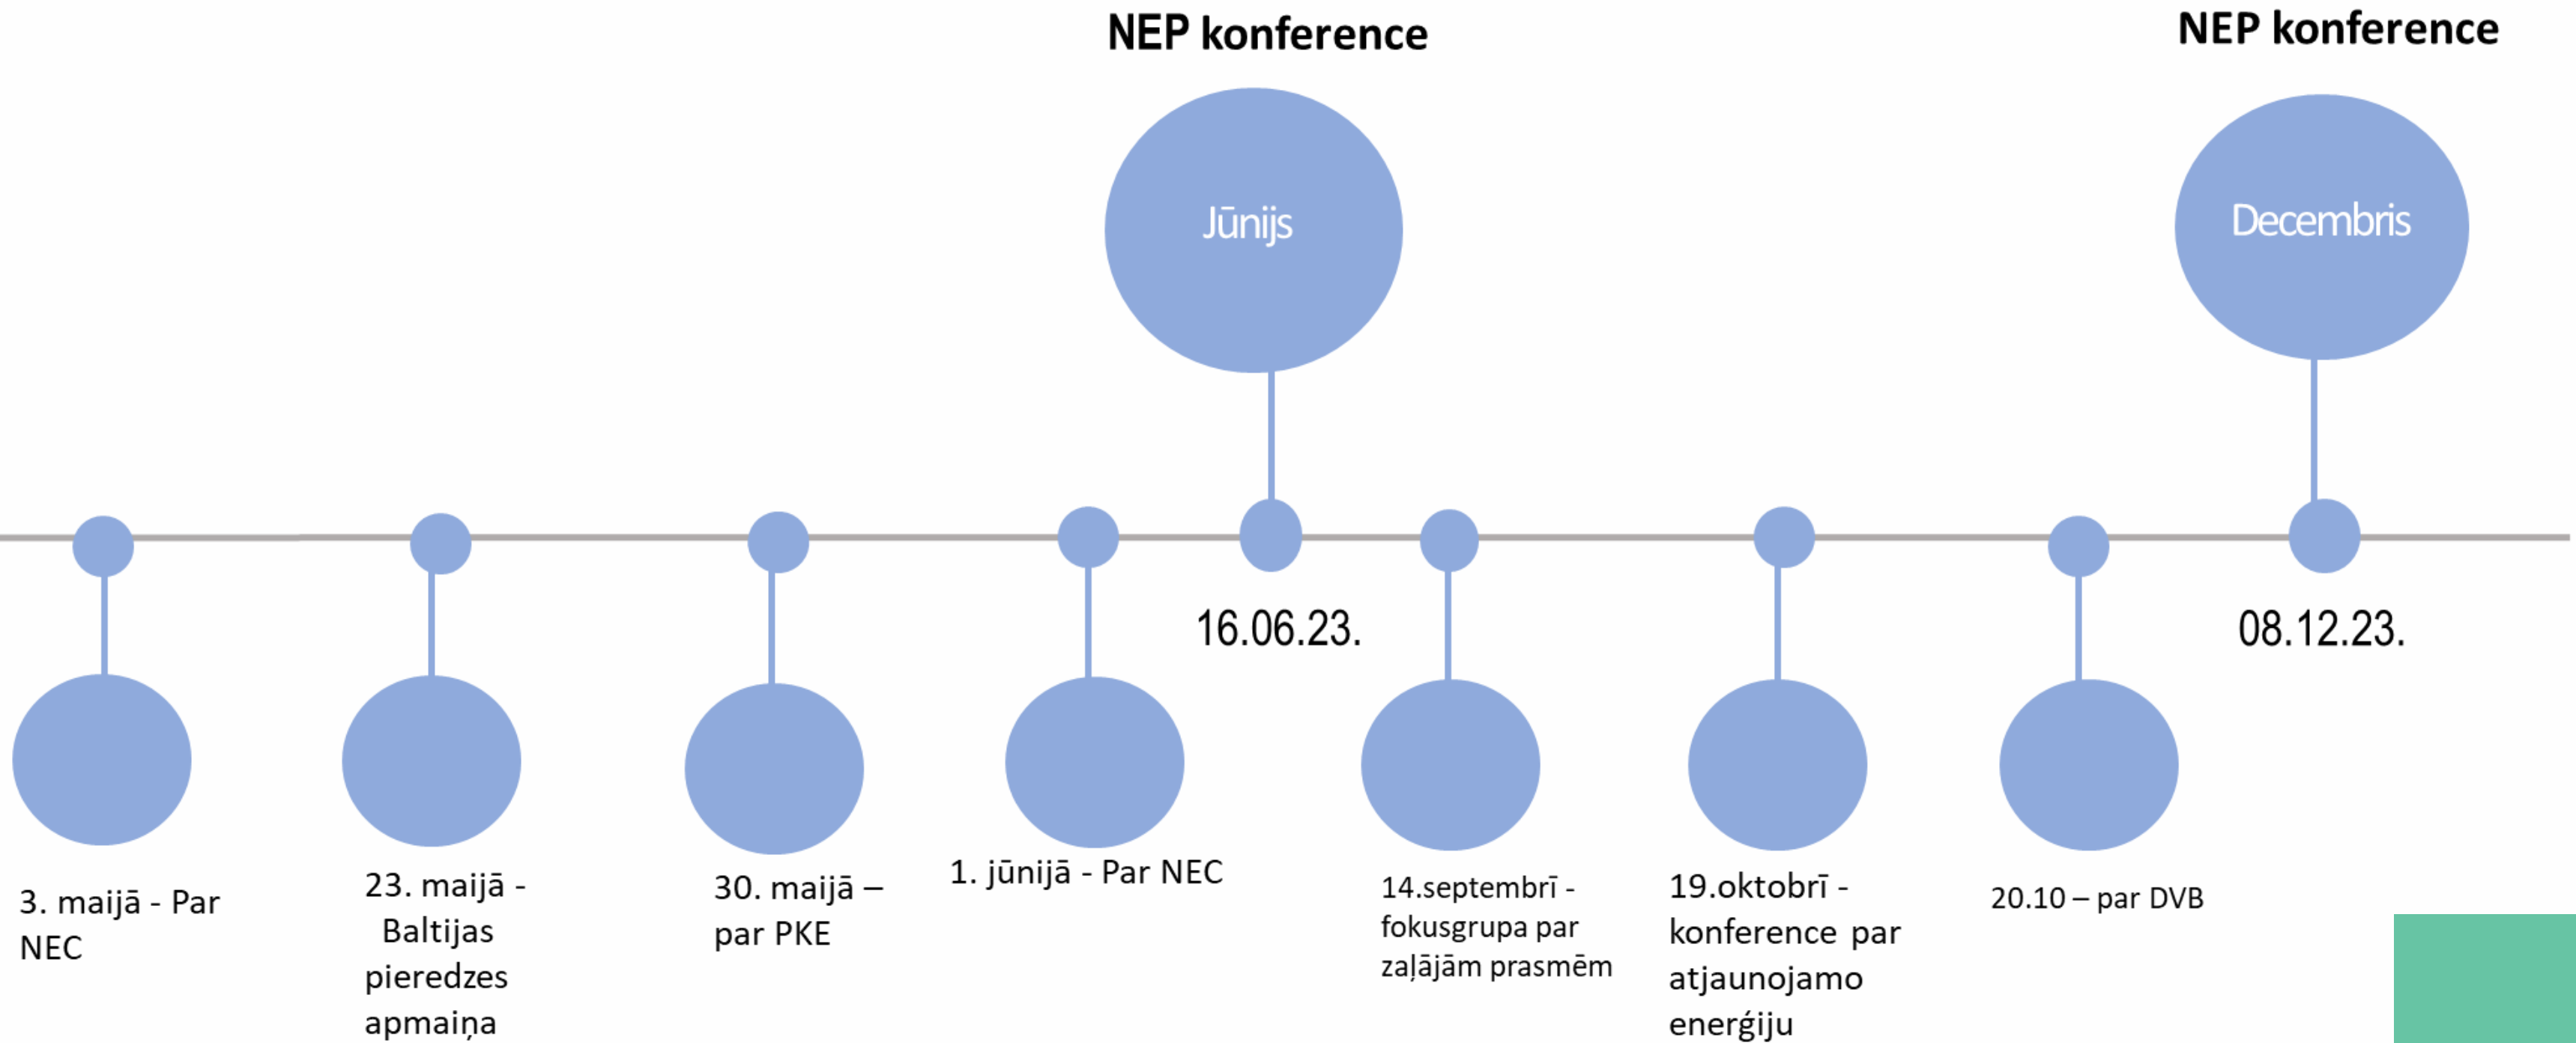 NEP konference
NEP konference
Jūnijs
Decembris
16.06.23.
08.12.23.
3. maijā - Par
NEC
23. maijā -
Baltijas
pieredzes
apmaiņa
30. maijā –
par PKE
1. jūnijā - Par NEC
14.septembrī -
fokusgrupa par
zaļājām prasmēm
19.oktobrī -
konference par
atjaunojamo
enerģiju
20.10 – par DVB